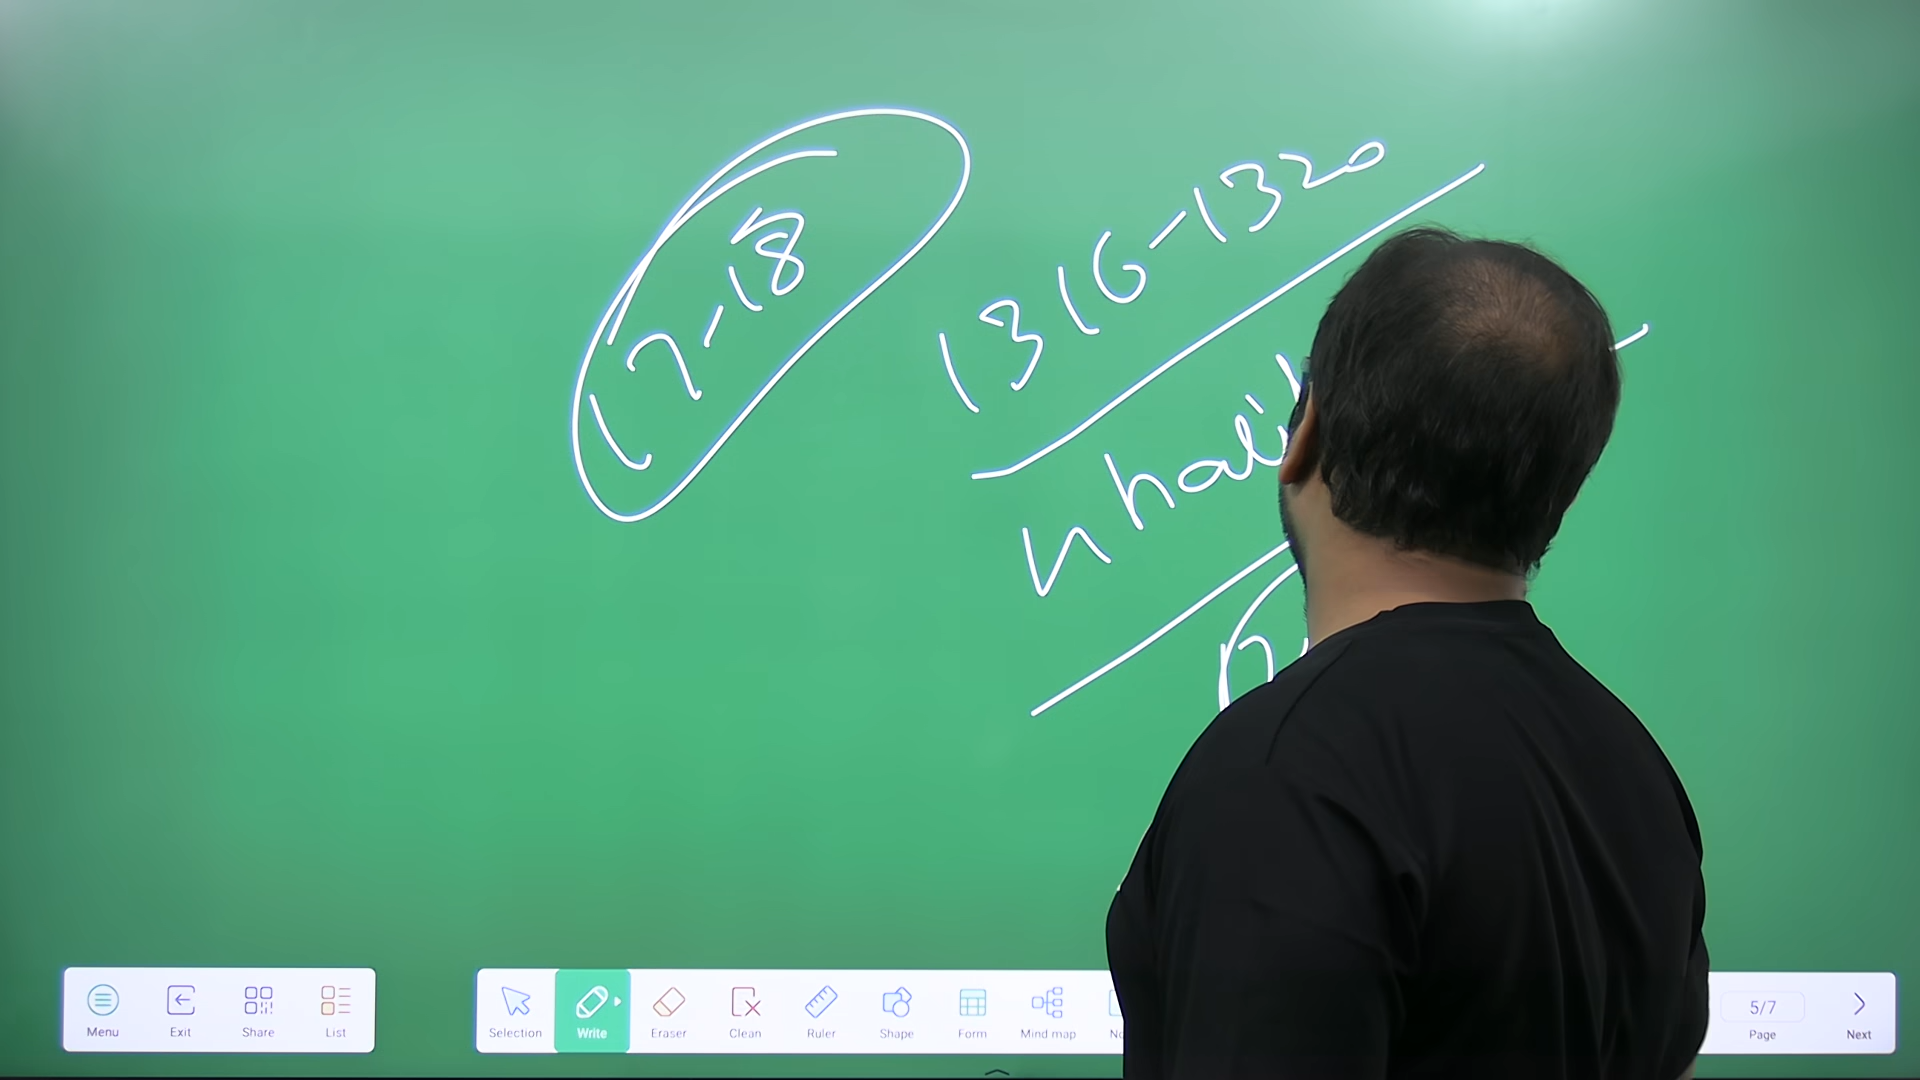 17-18
1316-1320
Menu
Exit
Share
List
Selection
Write
Eraser
Clean
Ruler
Shape
Form
Mind map
5/7
Page
Next